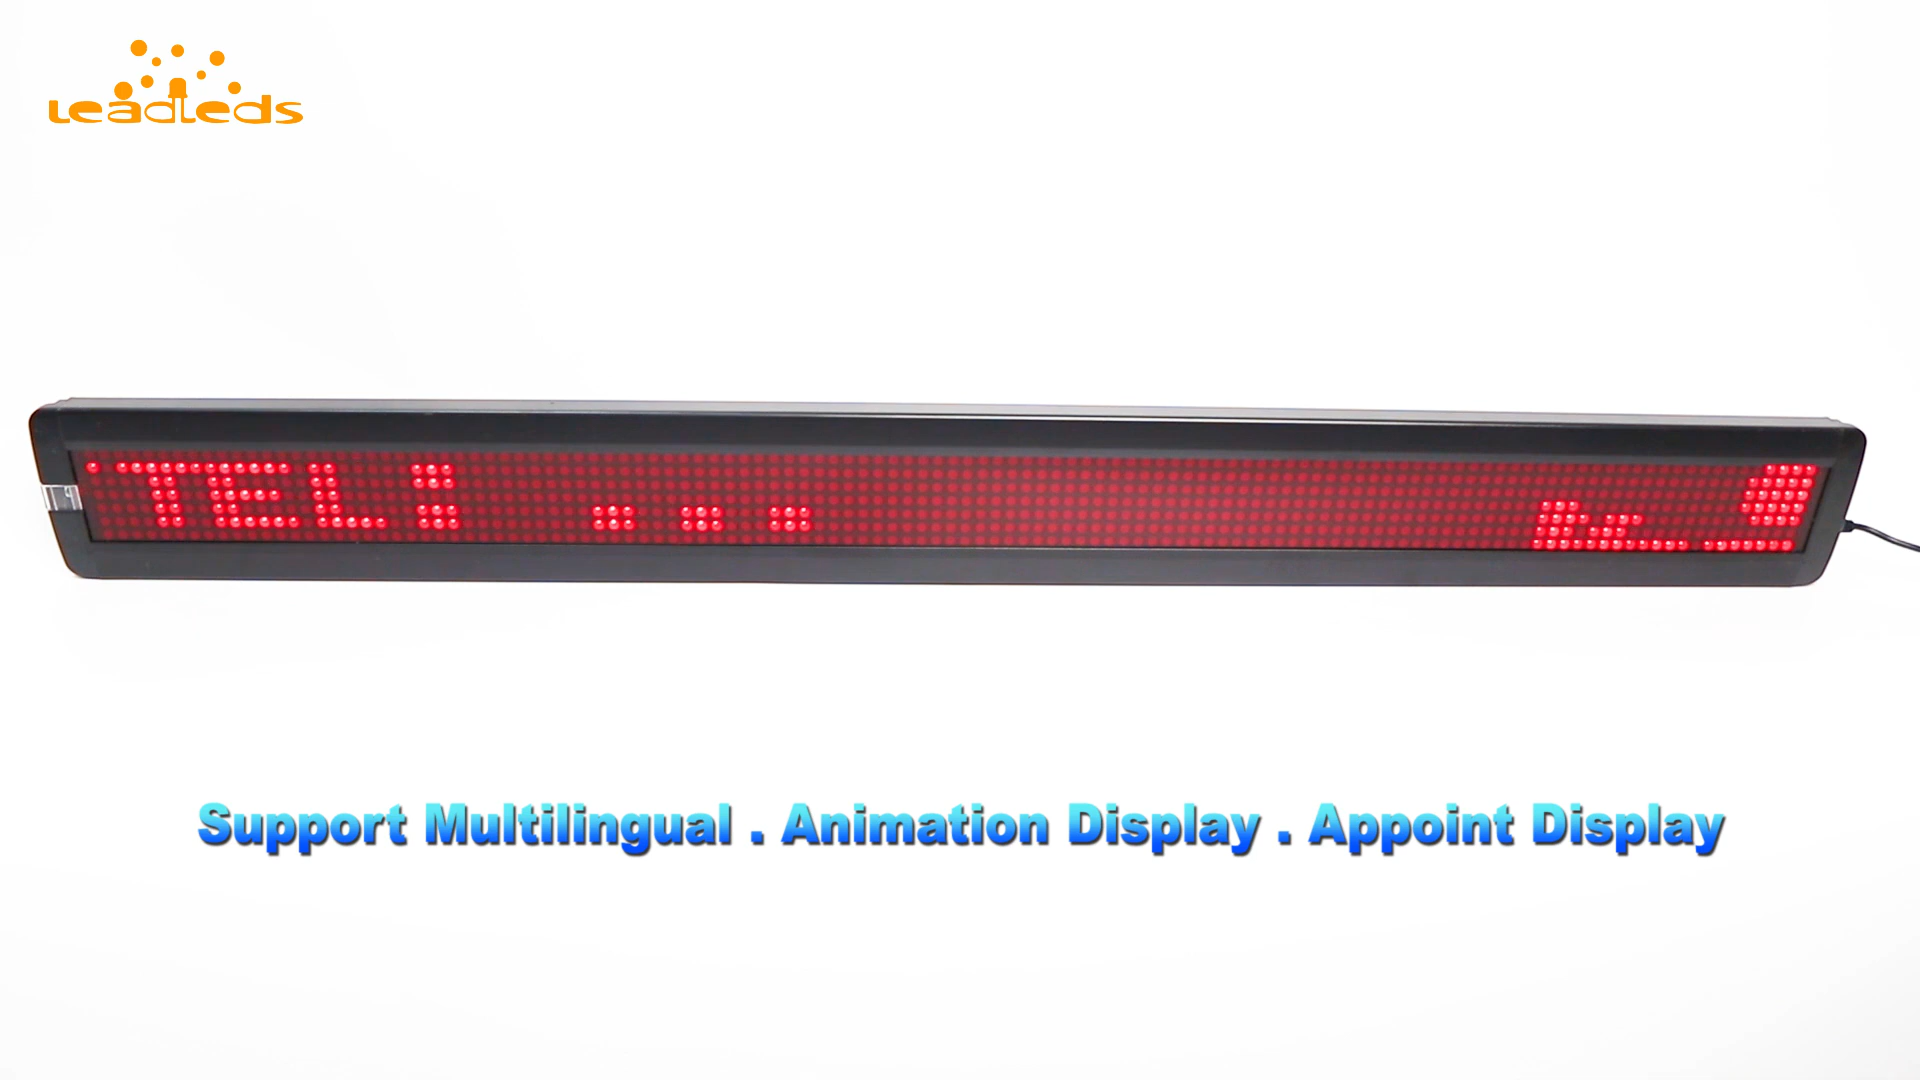 Leadleds
TEL: ...
Support Multilingual . Animation Display . Appoint Display